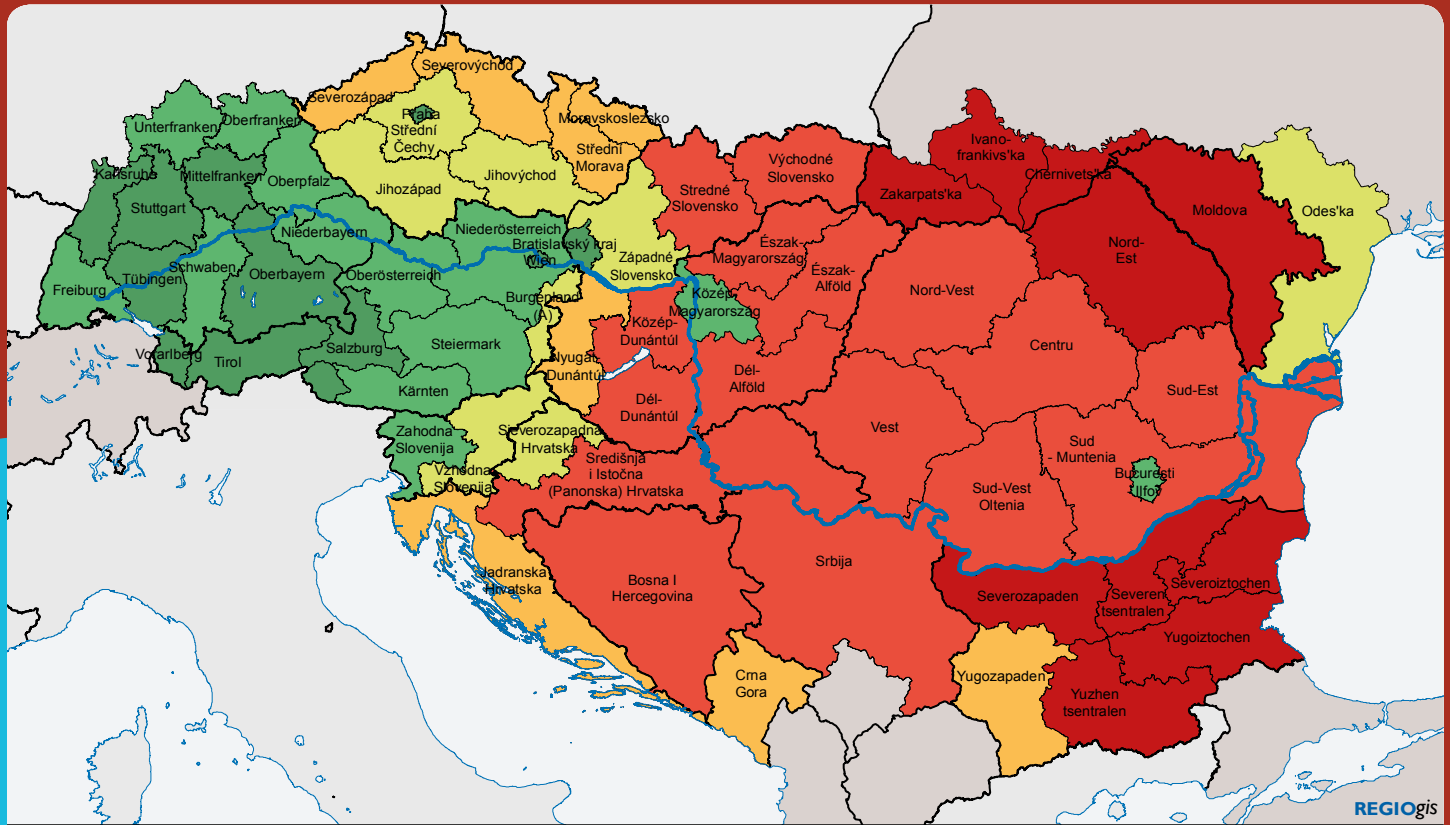 Severovýchod
Severozápad
Praha
Střední
Čechy
Moravskoslezsko
Střední
Morava
Jihozápad
Jihovýchod
Unterfranken
Oberfranken
Karlsruhe
Mittelfranken
Oberpfalz
Stuttgart
Niederbayern
Schwaben
Tübingen
Oberbayern
Freiburg
Vorarlberg
Tirol
Salzburg
Oberösterreich
Niederösterreich
Wien
Bratislavský kraj
Burgenland
(A)
Steiermark
Kärnten
Západné
Slovensko
Stredné
Slovensko
Východné
Slovensko
Zakarpats'ka
Ivano-
frankivs'ka
Chernivets'ka
Moldova
Odes'ka
Nord-
Est
Észak-
Magyarország
Észak-
Alföld
Közép-
Magyarország
Közép-
Dunántúl
Nyugat-
Dunántúl
Dél-
Dunántúl
Dél-
Alföld
Nord-Vest
Centru
Sud-Est
Vest
Sud
- Muntenia
Bucuresti
Ilfov
Sud-Vest
Oltenia
Zahodna
Slovenija
Vzhodna
Slovenija
Sjeverozapadna
Hrvatska
Središnja
i Istočna
(Panonska) Hrvatska
Jadranska
Hrvatska
Bosna I
Hercegovina
Srbija
Crna
Gora
Severozapaden
Severen
tsentralen
Severoiztochen
Yugoiztochen
Yugozapaden
Yuzhen
tsentralen
REGIOgis